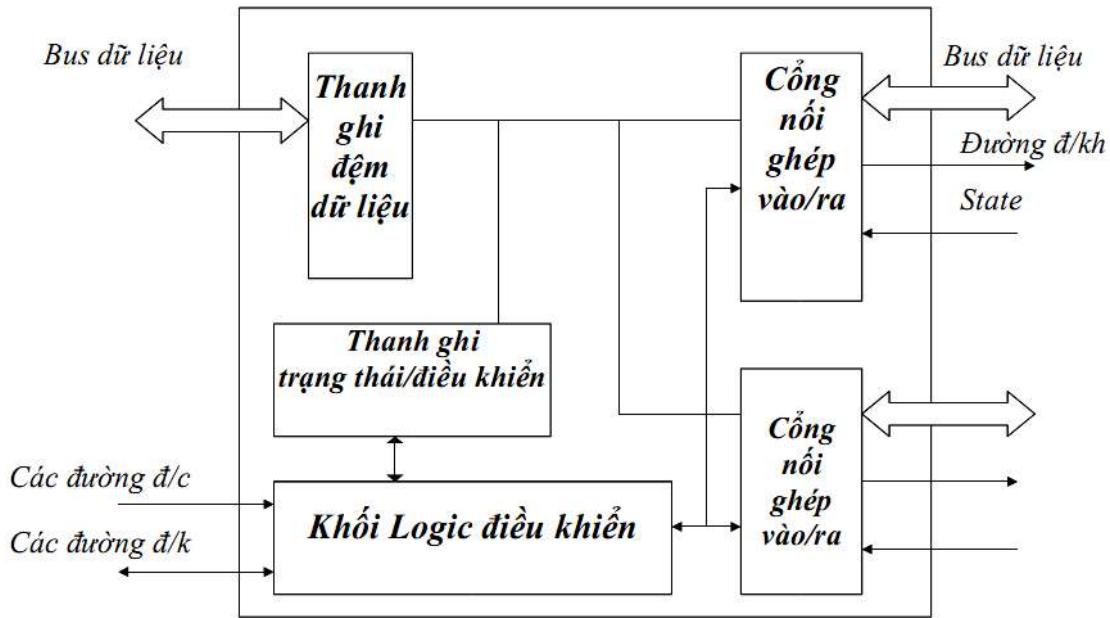 Bus dữ liệu
Thanh
ghi
đệm
dữ liệu
Cổng
nối
ghép
vào/ra
Bus dữ liệu
Đường đ/kh
State
Thanh ghi
trạng thái/điều khiển
Các đường đ/c
Các đường đ/k
Khối Logic điều khiển
Cổng
nối
ghép
vào/ra